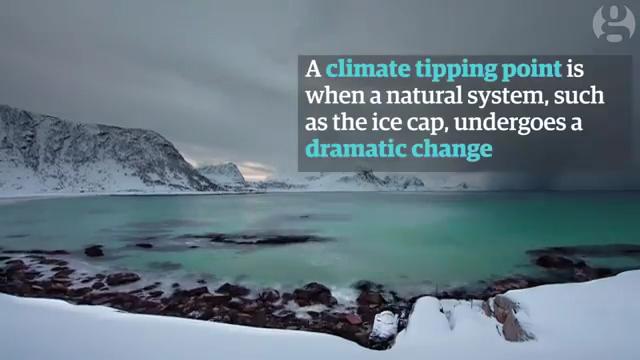 A climate tipping point is
when a natural system, such
as the ice cap, undergoes a
dramatic change